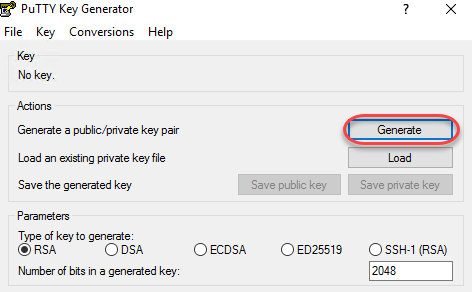 PuTTY Key Generator
File Key Conversions Help
Key
No key.
Actions
Generate a public/private key pair Generate
Load an existing private key file Load
Save the generated key Save public key Save private key
Parameters
Type of key to generate:
RSA DSA ECDSA ED25519 SSH-1 (RSA)
Number of bits in a generated key: 2048